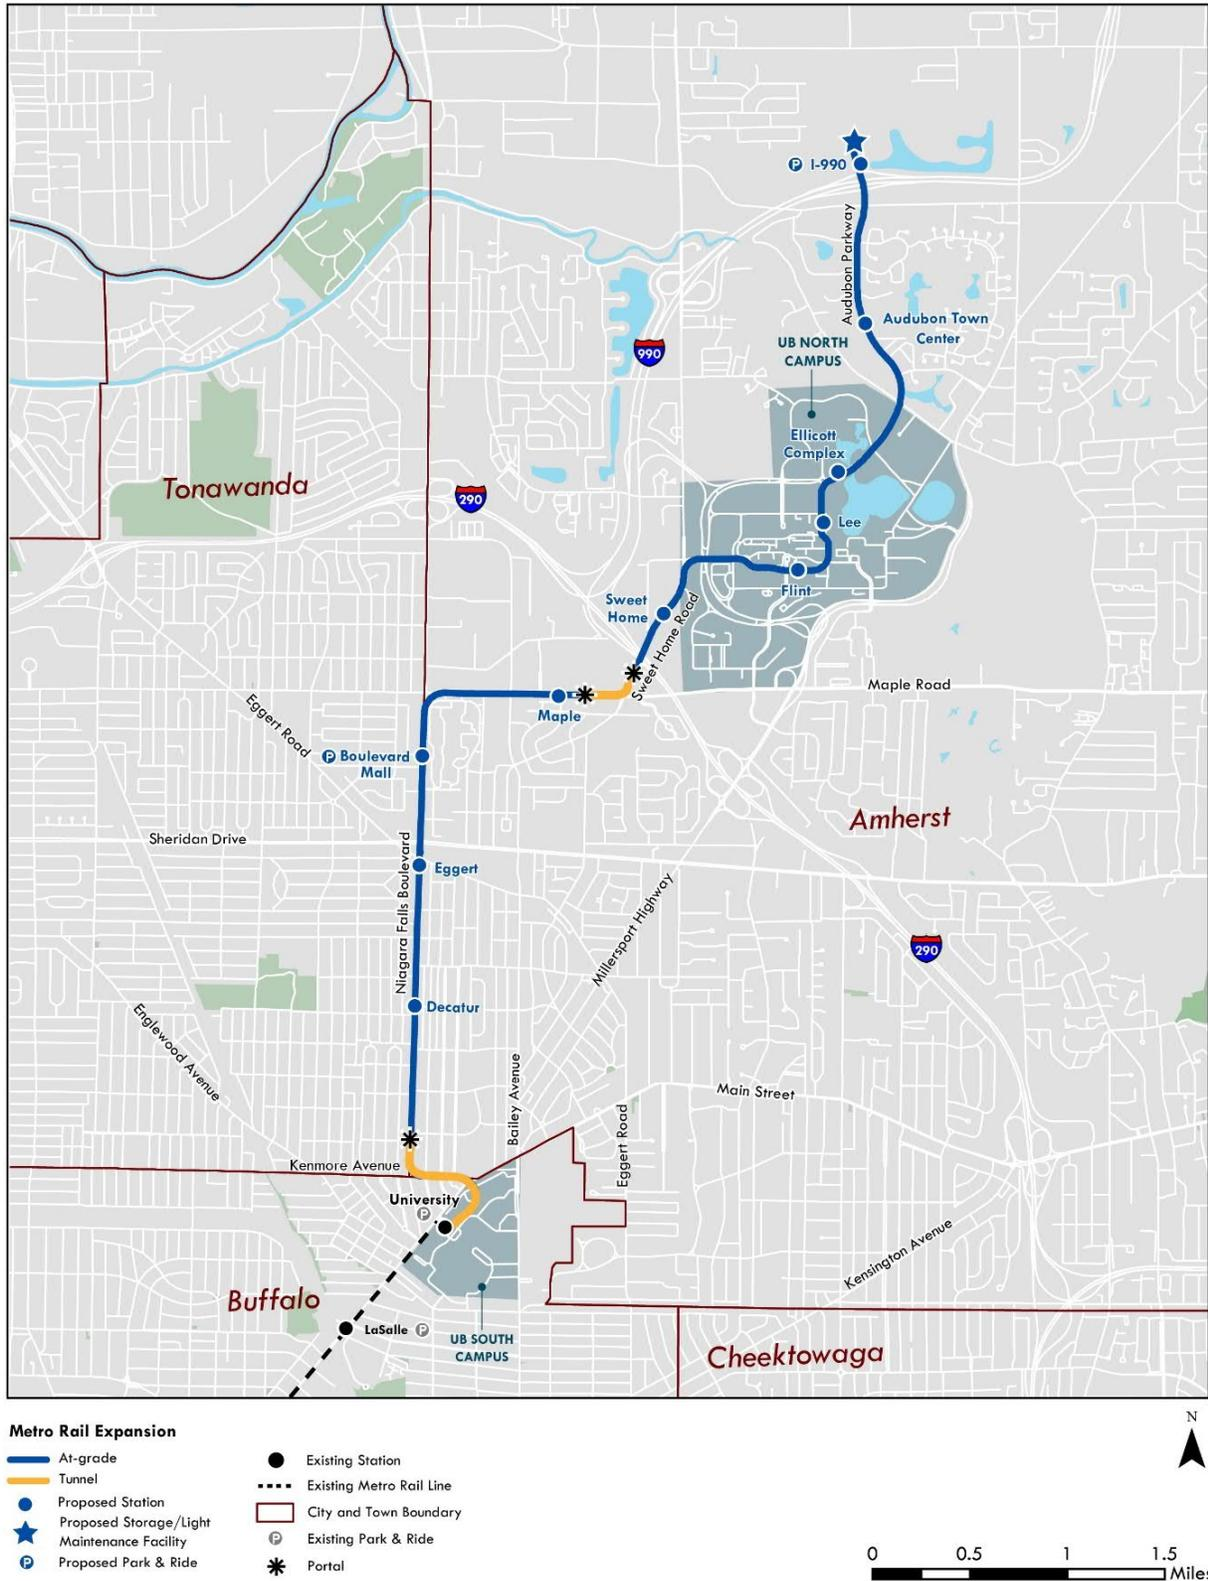 P I-990
Audubon Parkway
Audubon Town
Center
UB NORTH
CAMPUS
990
Ellicott
Complex
Tonawanda
290
Lee
Flint
Sweet
Home
Sweet Home Road
Maple Road
Maple
Eggert Road
P Boulevard
Mall
Amherst
Sheridan Drive
Niagara Falls Boulevard
Eggert
Millersport Highway
290
Decatur
Englewood Avenue
Bailey Avenue
Main Street
Eggert Road
Kenmore Avenue
University
P
Kensington Avenue
Buffalo
LaSalle P
UB SOUTH
CAMPUS
Cheektowaga
Metro Rail Expansion
At-grade
Tunnel
Proposed Station
Proposed Storage/Light
Maintenance Facility
P Proposed Park & Ride
Existing Station
Existing Metro Rail Line
City and Town Boundary
P Existing Park & Ride
Portal
N
0 0.5 1 1.5
Miles